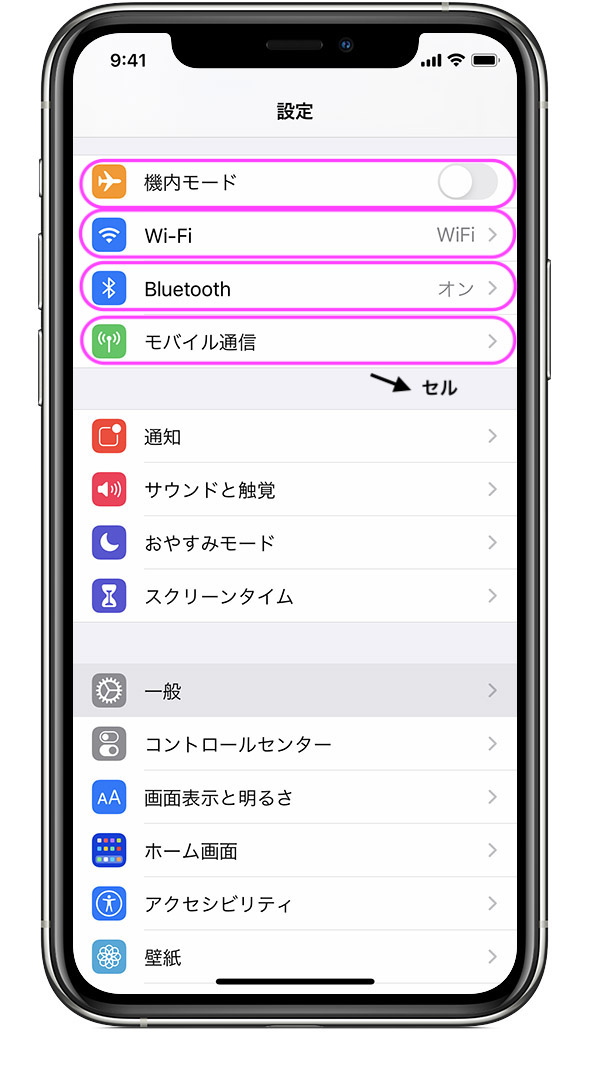 9:41
設定
機内モード
Wi-Fi WiFi
Bluetooth オン
モバイル通信
セル
通知
サウンドと触覚
おやすみモード
スクリーンタイム
一般
コントロールセンター
AA 画面表示と明るさ
ホーム画面
アクセシビリティ
壁紙